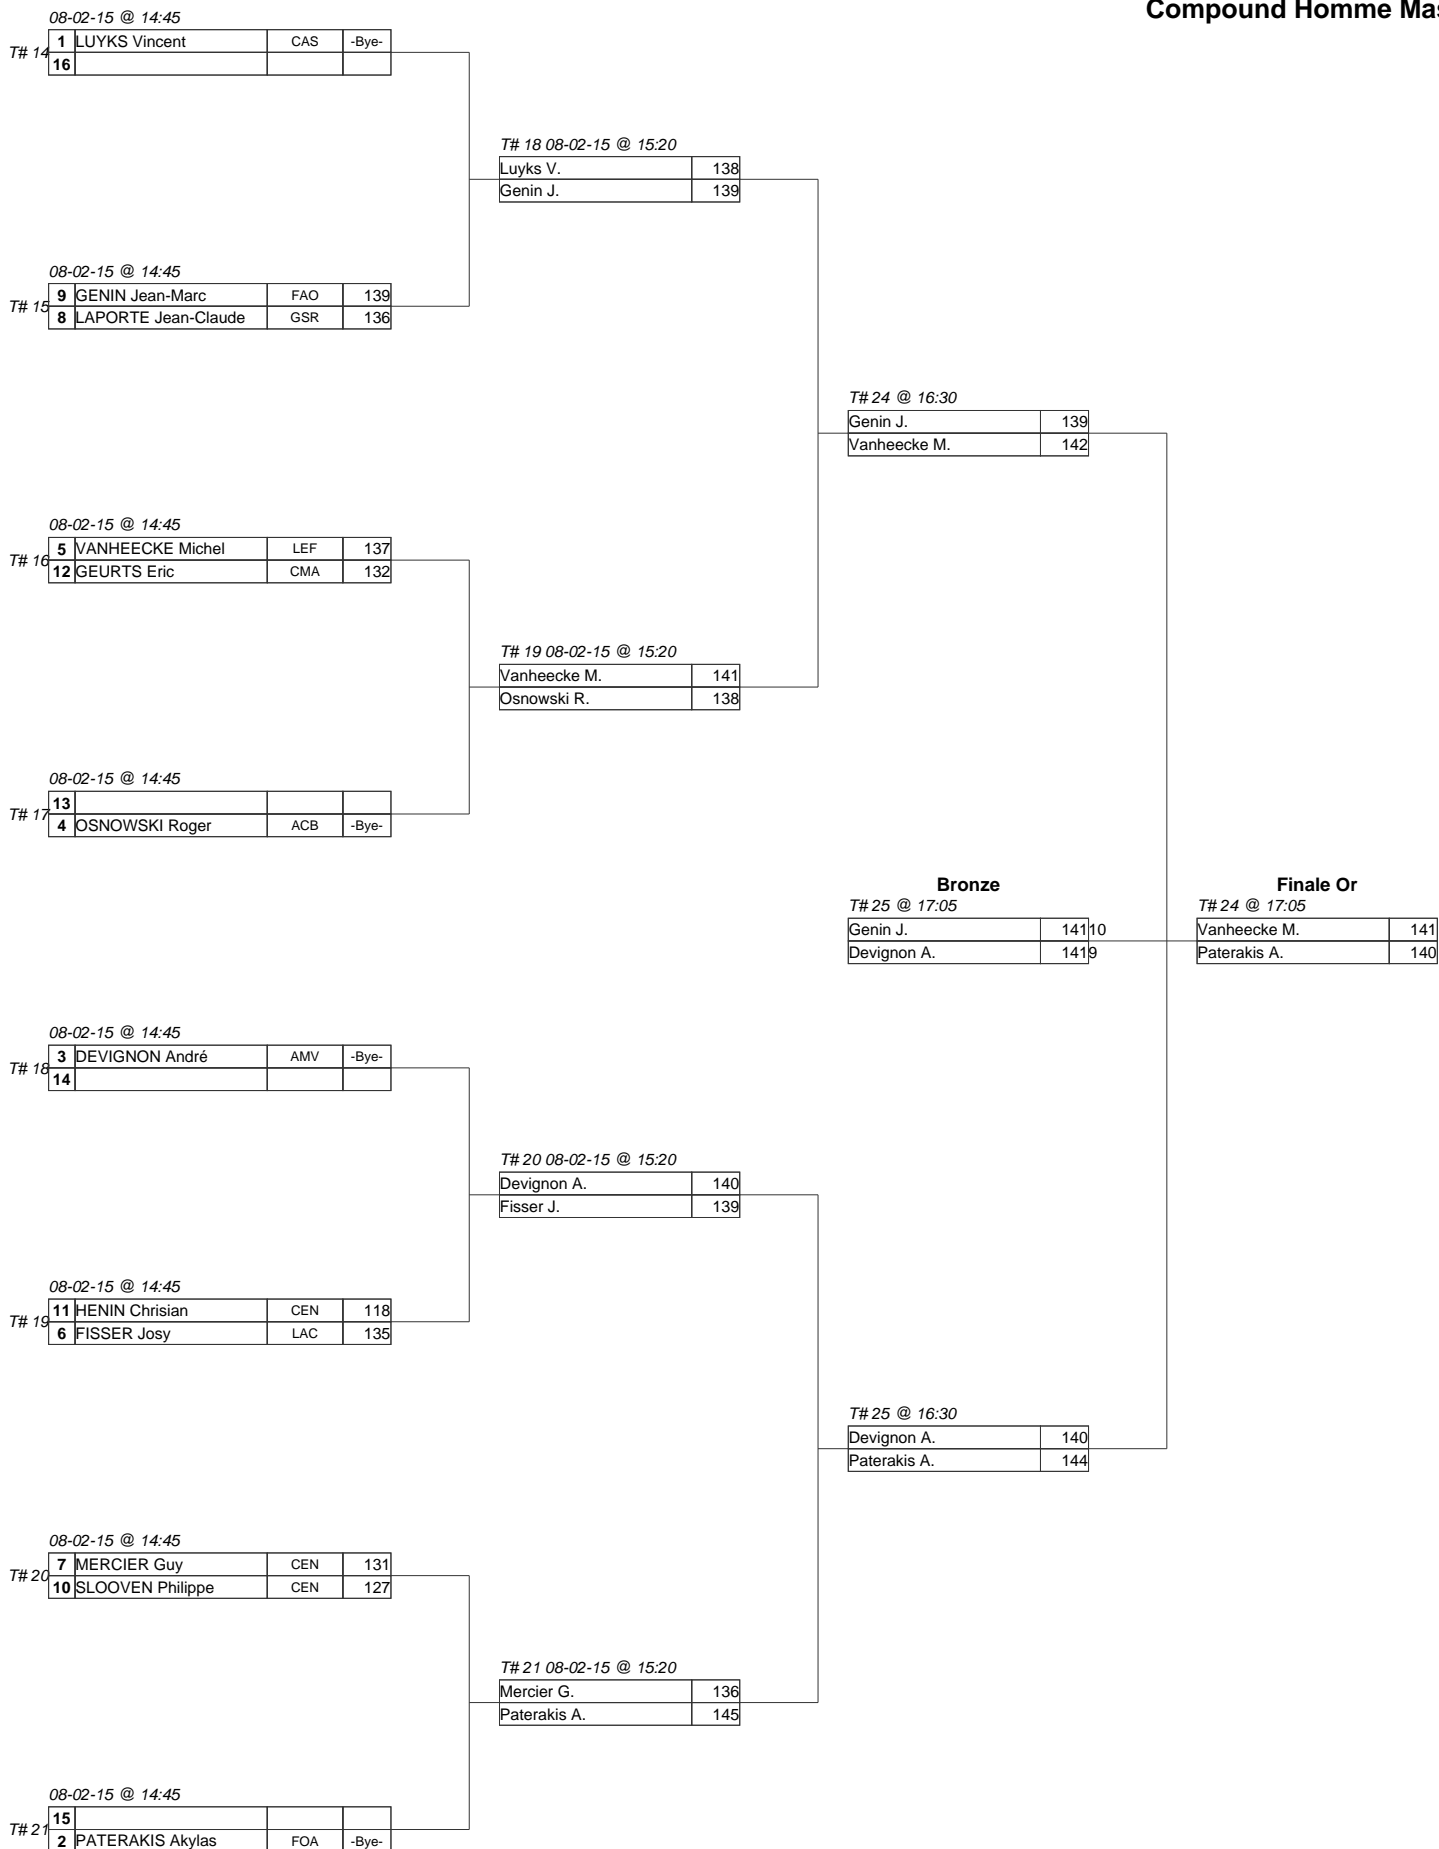 Compound Homme Mas
08-02-15 @ 14:45
T# 14
1 LUYKS Vincent CAS -Bye-
16
T# 18 08-02-15 @ 15:20
Luyks V. 138
Genin J. 139
08-02-15 @ 14:45
T# 15
9 GENIN Jean-Marc FAO 139
8 LAPORTE Jean-Claude GSR 136
T# 24 @ 16:30
Genin J. 139
Vanheecke M. 142
08-02-15 @ 14:45
T# 16
5 VANHEECKE Michel LEF 137
12 GEURTS Eric CMA 132
T# 19 08-02-15 @ 15:20
Vanheecke M. 141
Osnowski R. 138
08-02-15 @ 14:45
T# 17
13
4 OSNOWSKI Roger ACB -Bye-
Bronze
T# 25 @ 17:05
Genin J. 14110
Devignon A. 1419
Finale Or
T# 24 @ 17:05
Vanheecke M. 141
Paterakis A. 140
08-02-15 @ 14:45
T# 18
3 DEVIGNON André AMV -Bye-
14
T# 20 08-02-15 @ 15:20
Devignon A. 140
Fisser J. 139
08-02-15 @ 14:45
T# 19
11 HENIN Chrisian CEN 118
6 FISSER Josy LAC 135
T# 25 @ 16:30
Devignon A. 140
Paterakis A. 144
08-02-15 @ 14:45
T# 20
7 MERCIER Guy CEN 131
10 SLOOVEN Philippe CEN 127
T# 21 08-02-15 @ 15:20
Mercier G. 136
Paterakis A. 145
08-02-15 @ 14:45
T# 21
15
2 PATERAKIS Akylas FOA -Bye-